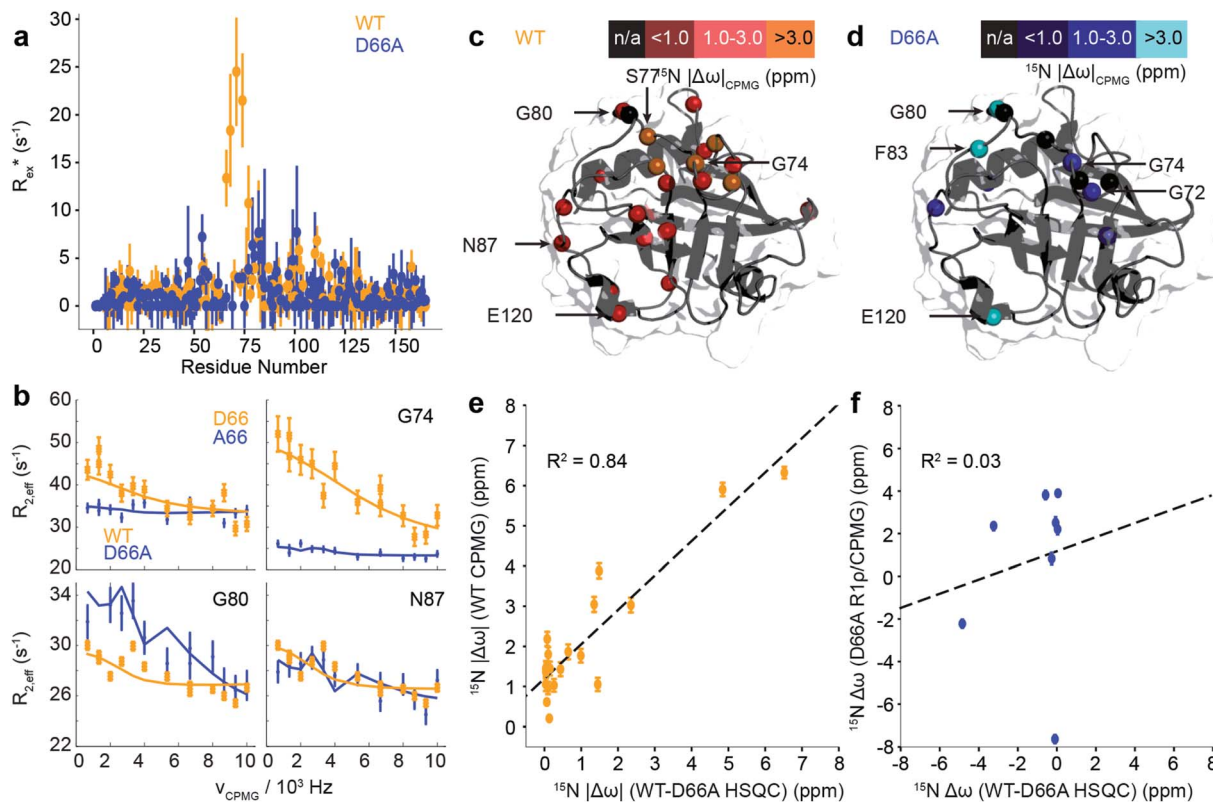 a
WT
D66A
30
25
20
15
10
5
0
Rex* (s-1)
0 25 50 75 100 125 150
Residue Number
c WT
n/a <1.0 1.0-3.0 >3.0
S77 15N |Δω|CPMG (ppm)
G80
G74
N87
E120
d D66A
n/a <1.0 1.0-3.0 >3.0
15N |Δω|CPMG (ppm)
G80
F83
G74
G72
E120
b
60
50
40
30
20
D66
A66
WT
D66A
G74
34
30
26
22
G80
N87
R2,eff (s-1)
R2,eff (s-1)
0 2 4 6 8 10 0 2 4 6 8 10
νCPMG / 10³ Hz
e
R² = 0.84
8
7
6
5
4
3
2
1
0
15N |Δω| (WT CPMG) (ppm)
0 1 2 3 4 5 6 7 8
15N |Δω| (WT-D66A HSQC) (ppm)
f
R² = 0.03
8
6
4
2
0
-2
-4
-6
-8
15N Δω (D66A R1ρ/CPMG) (ppm)
-8 -6 -4 -2 0 2 4 6 8
15N Δω (WT-D66A HSQC) (ppm)